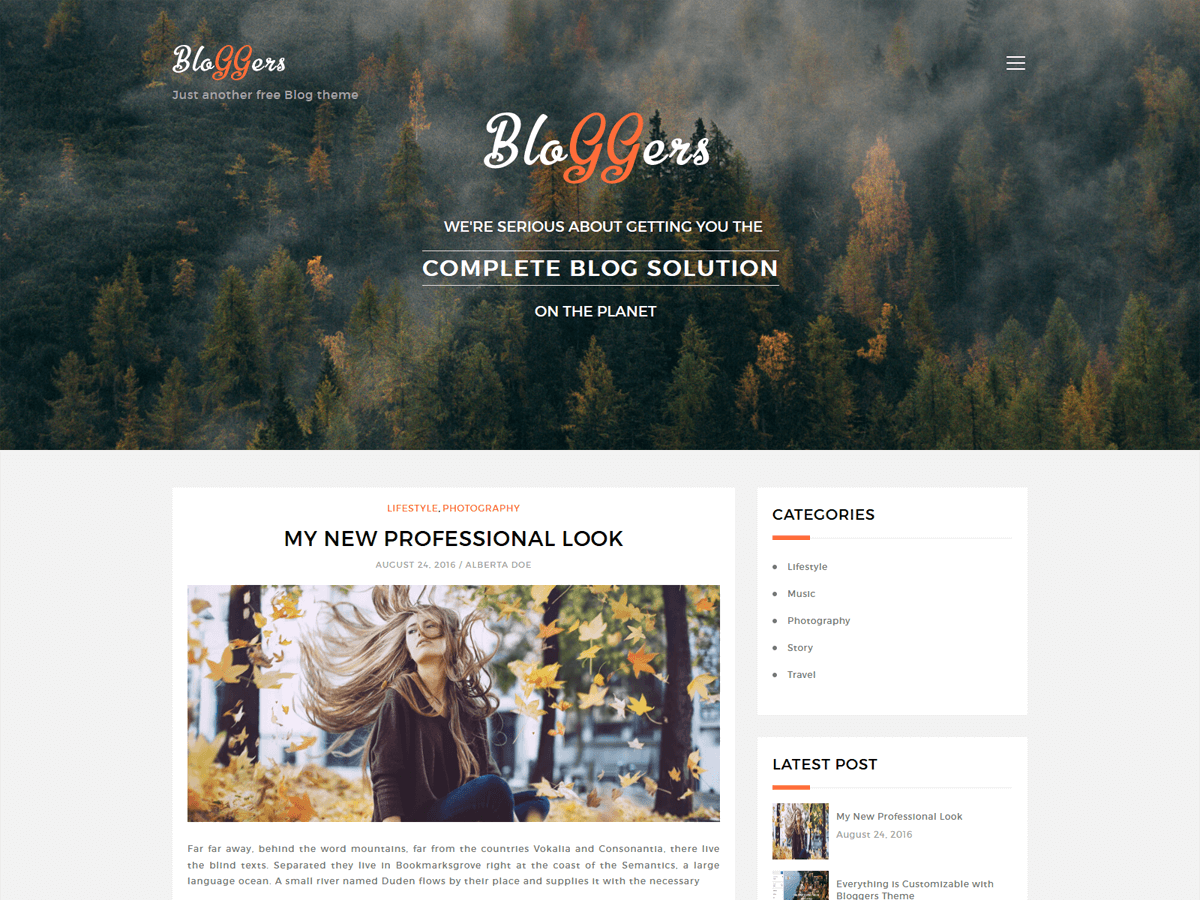 BloGGers
Just another free Blog theme
BloGGers
WE'RE SERIOUS ABOUT GETTING YOU THE
COMPLETE BLOG SOLUTION
ON THE PLANET
LIFESTYLE, PHOTOGRAPHY
MY NEW PROFESSIONAL LOOK
AUGUST 24, 2016 / ALBERTA DOE
Far far away, behind the word mountains, far from the countries Vokalia and Consonantia, there live
the blind texts. Separated they live in Bookmarksgrove right at the coast of the Semantics, a large
language ocean. A small river named Duden flows by their place and supplies it with the necessary
CATEGORIES
Lifestyle
Music
Photography
Story
Travel
LATEST POST
My New Professional Look
August 24, 2016
Everything is Customizable with
Bloggers Theme